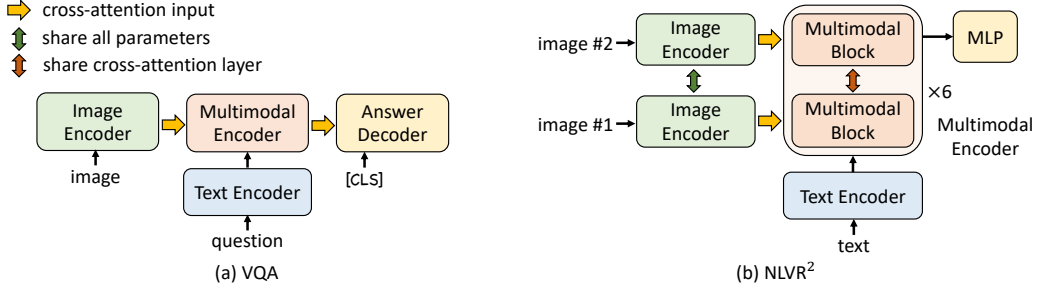 cross-attention input
share all parameters
share cross-attention layer
Image
Encoder
Multimodal
Encoder
Answer
Decoder
image
[CLS]
Text Encoder
question
(a) VQA
image #2
Image
Encoder
Multimodal
Block
MLP
image #1
Image
Encoder
Multimodal
Block
×6
Multimodal
Encoder
Text Encoder
text
(b) NLVR²